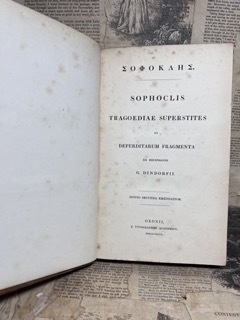 ΣΟΦΟΚΛΗΣ.
SOPHOCLIS
TRAGOEDIAE SUPERSTITES
ET
DEPERDITARUM FRAGMENTA
EX RECENSIONE
G. DINDORFII.
EDITIO SECUNDA EMENDATIOR.
OXONII,
E TYPOGRAPHEO ACADEMICO.